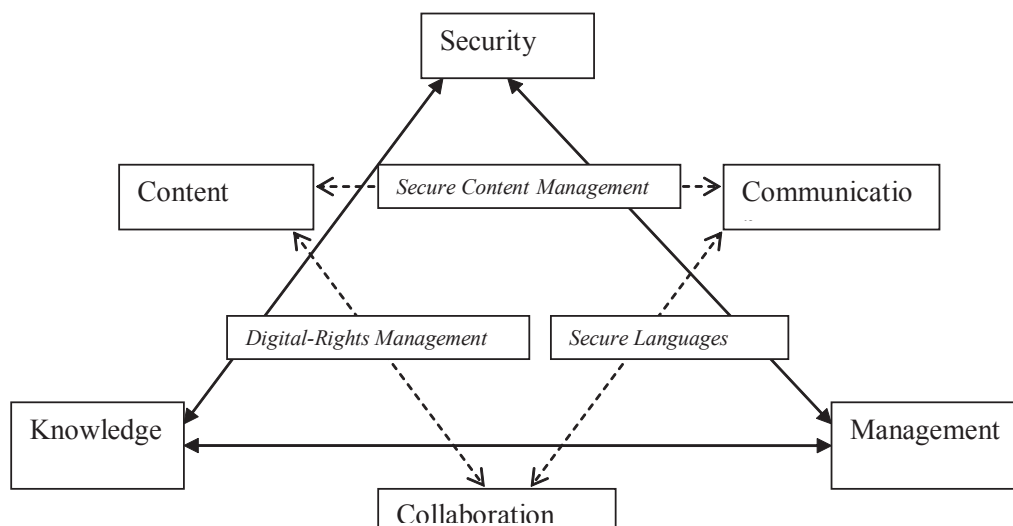 Security
Content
Secure Content Management
Communicatio
Digital-Rights Management
Secure Languages
Knowledge
Management
Collaboration